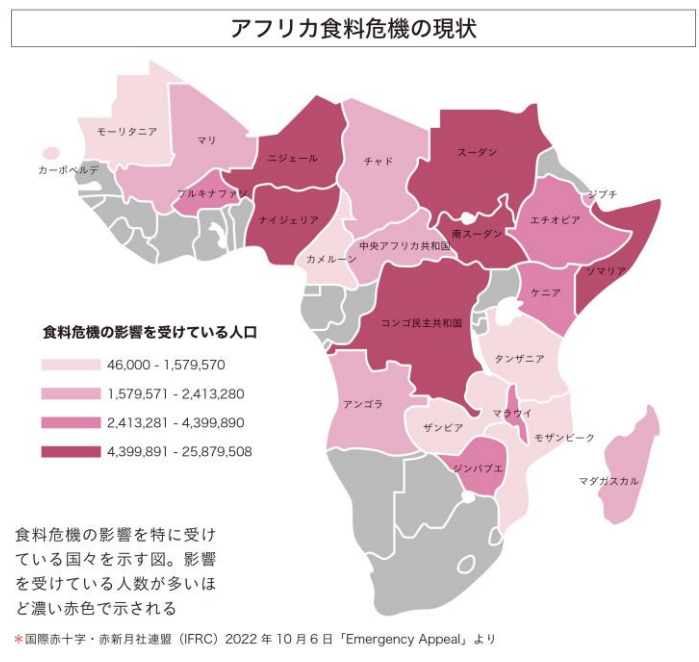 アフリカ食料危機の現状
モーリタニア
マリ
ニジェール
チャド
スーダン
カーボベルデ
ブルキナファソ
ジブチ
ナイジェリア
エチオピア
南スーダン
中央アフリカ共和国
カメルーン
ソマリア
ケニア
コンゴ民主共和国
食料危機の影響を受けている人口
46,000 - 1,579,570
1,579,571 - 2,413,280
2,413,281 - 4,399,890
4,399,891 - 25,879,508
タンザニア
アンゴラ
マラウイ
ザンビア
モザンビーク
ジンバブエ
マダガスカル
食料危機の影響を特に受け
ている国々を示す図。影響
を受けている人数が多いほ
ど濃い赤色で示される
*国際赤十字・赤新月社連盟（IFRC）2022年10月6日「Emergency Appeal」より